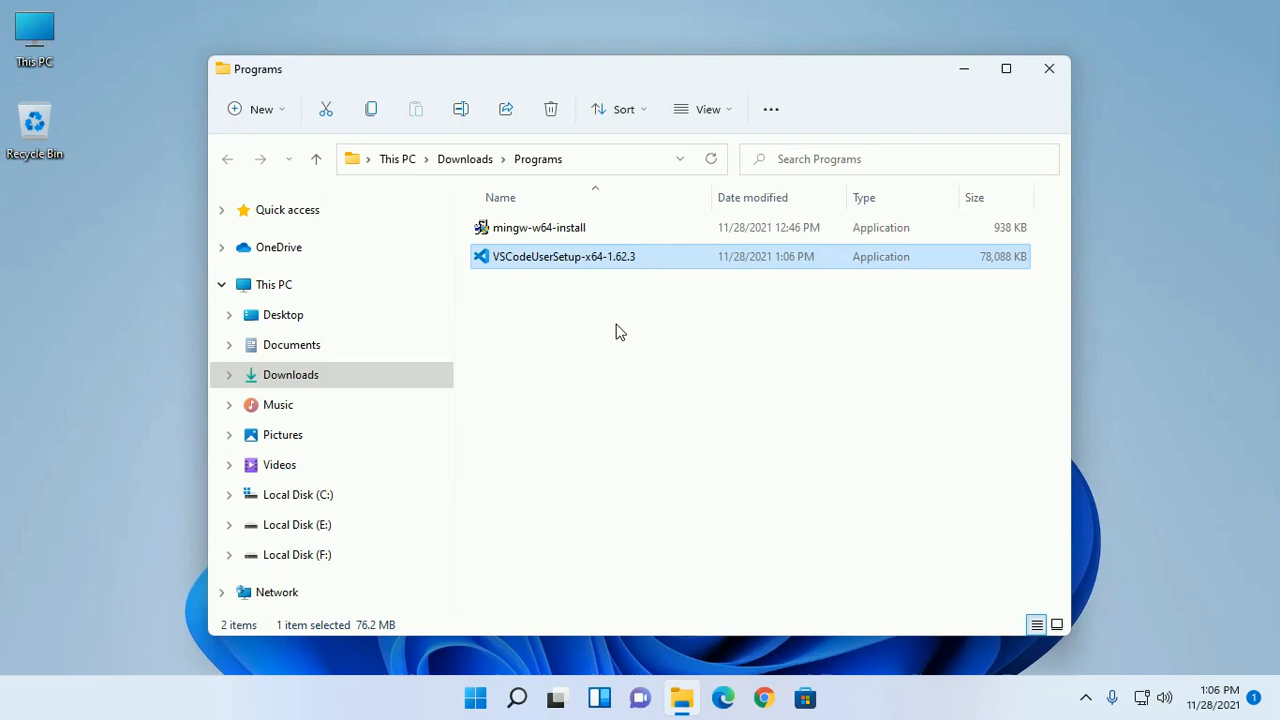 This PC
Recycle Bin
Programs
New
Sort
View
This PC
Downloads
Programs
Search Programs
Name
Date modified
Type
Size
mingw-w64-install
11/28/2021 12:46 PM
Application
938 KB
VSCodeUserSetup-x64-1.62.3
11/28/2021 1:06 PM
Application
78,088 KB
Quick access
OneDrive
This PC
Desktop
Documents
Downloads
Music
Pictures
Videos
Local Disk (C:)
Local Disk (E:)
Local Disk (F:)
Network
2 items
1 item selected 76.2 MB
1:06 PM
11/28/2021
1